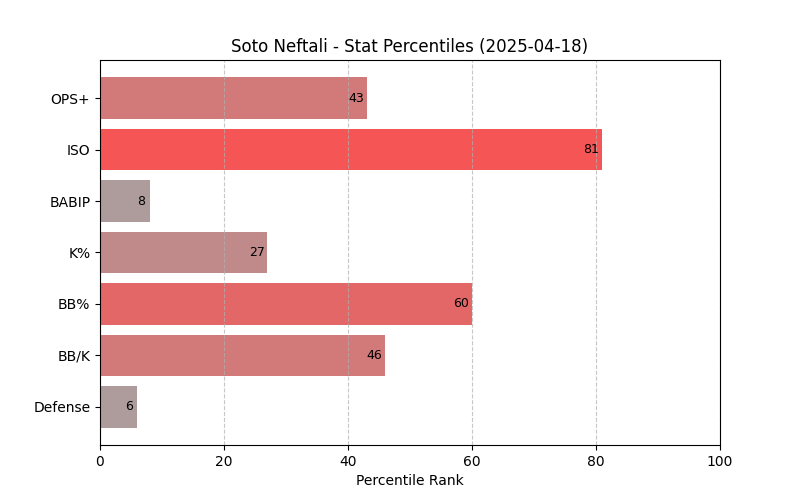 Soto Neftali - Stat Percentiles (2025-04-18)
OPS+
43
ISO
81
BABIP
8
K%
27
BB%
60
BB/K
46
Defense
6
0 20 40 60 80 100
Percentile Rank